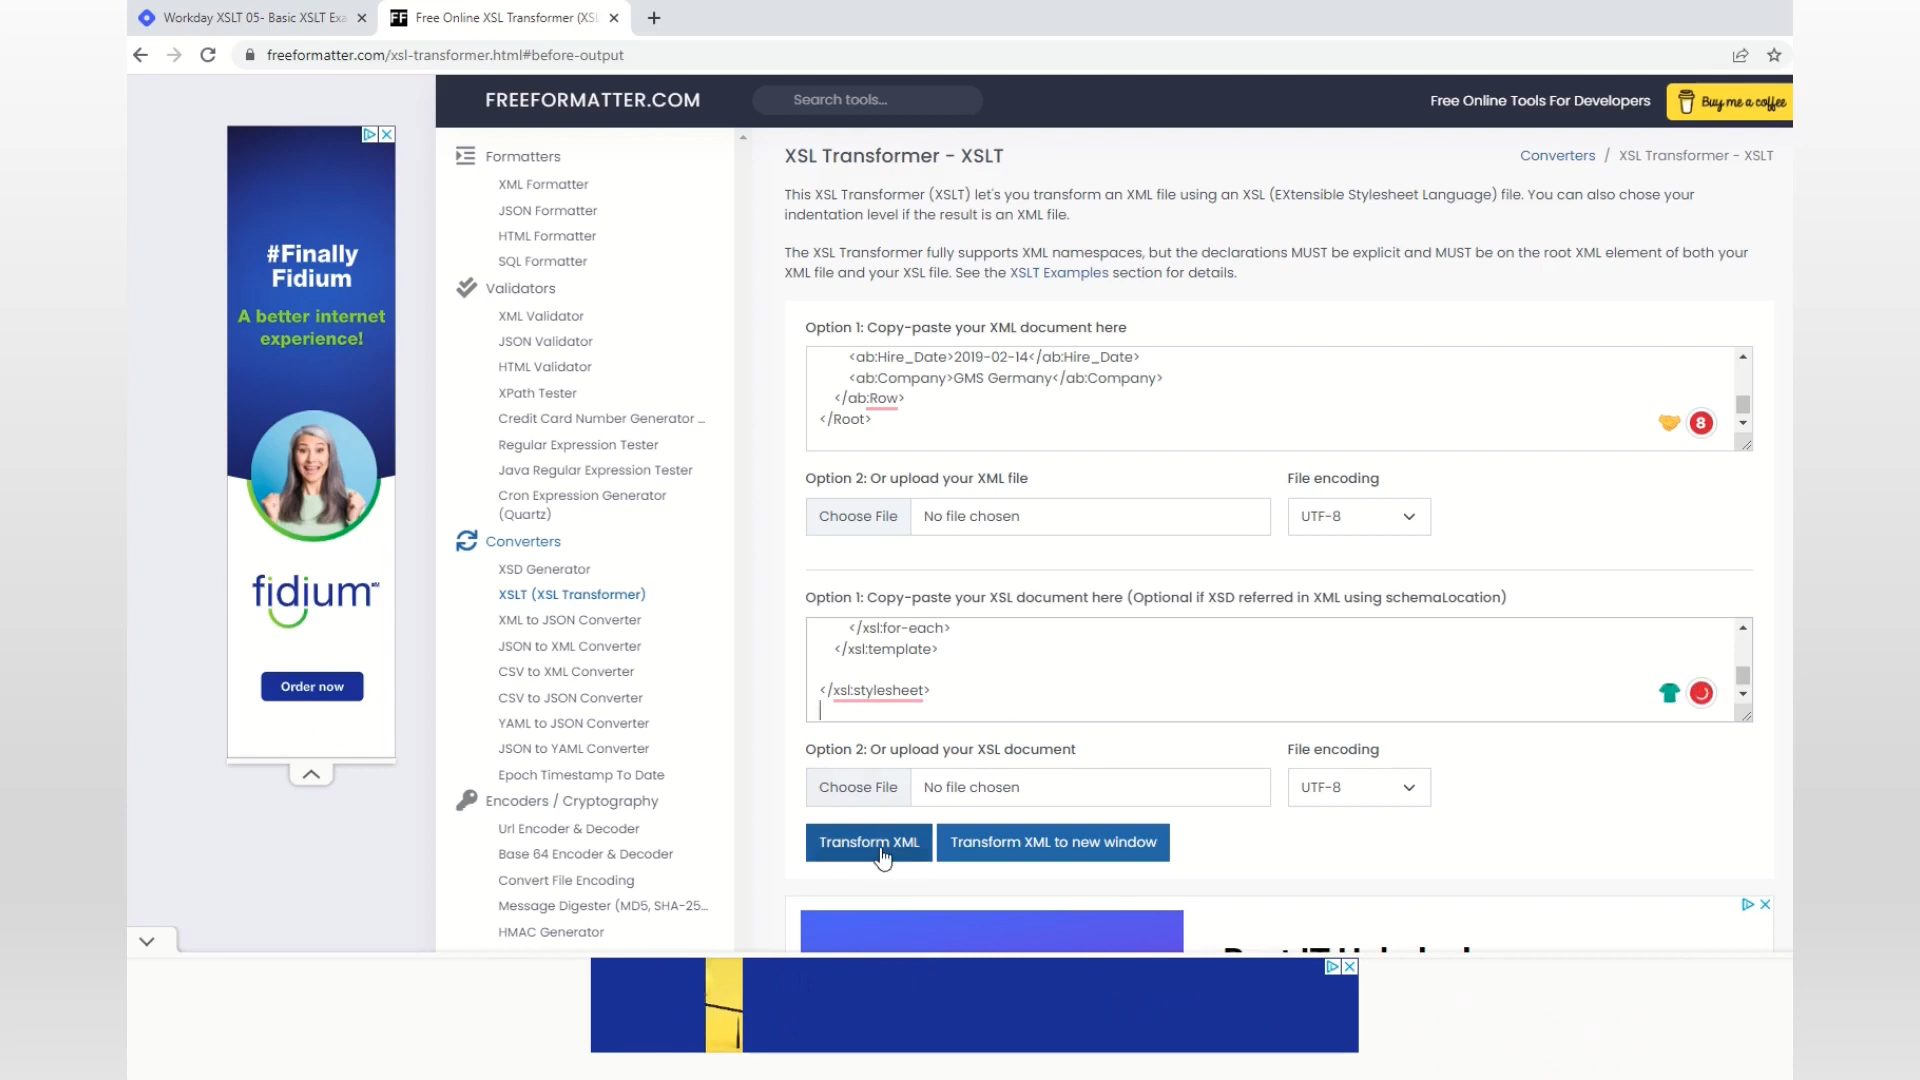 Workday XSLT 05- Basic XSLT Exa
Free Online XSL Transformer (XSL
freeformatter.com/xsl-transformer.html#before-output
FREEFORMATTER.COM
Search tools...
Free Online Tools For Developers
Buy me a coffee
#Finally
Fidium
A better internet
experience!
fidium
Order now
Formatters
XML Formatter
JSON Formatter
HTML Formatter
SQL Formatter
Validators
XML Validator
JSON Validator
HTML Validator
XPath Tester
Credit Card Number Generator ...
Regular Expression Tester
Java Regular Expression Tester
Cron Expression Generator
(Quartz)
Converters
XSD Generator
XSLT (XSL Transformer)
XML to JSON Converter
JSON to XML Converter
CSV to XML Converter
CSV to JSON Converter
YAML to JSON Converter
JSON to YAML Converter
Epoch Timestamp To Date
Encoders / Cryptography
Url Encoder & Decoder
Base 64 Encoder & Decoder
Convert File Encoding
Message Digester (MD5, SHA-25...
HMAC Generator
XSL Transformer - XSLT
Converters / XSL Transformer - XSLT
This XSL Transformer (XSLT) let's you transform an XML file using an XSL (EXtensible Stylesheet Language) file. You can also chose your
indentation level if the result is an XML file.
The XSL Transformer fully supports XML namespaces, but the declarations MUST be explicit and MUST be on the root XML element of both your
XML file and your XSL file. See the XSLT Examples section for details.
Option 1: Copy-paste your XML document here
<ab:Hire_Date>2019-02-14</ab:Hire_Date>
<ab:Company>GMS Germany</ab:Company>
</ab:Row>
</Root>
8
Option 2: Or upload your XML file
File encoding
Choose File No file chosen
UTF-8
Option 1: Copy-paste your XSL document here (Optional if XSD referred in XML using schemaLocation)
</xsl:for-each>
</xsl:template>
</xsl:stylesheet>
Option 2: Or upload your XSL document
File encoding
Choose File No file chosen
UTF-8
Transform XML
Transform XML to new window